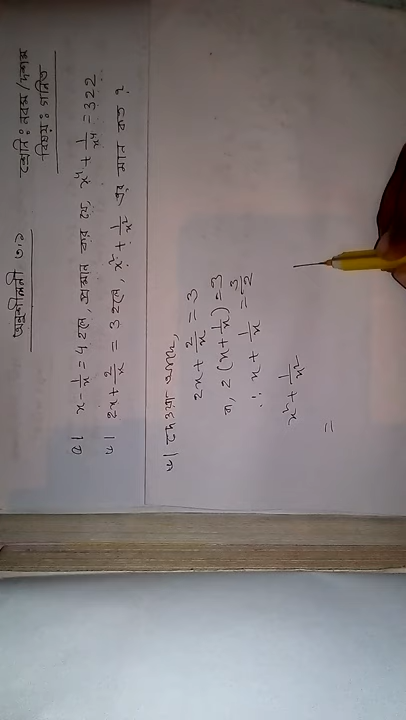 অনুশীলনী ৩.১
শ্রেণি: নবম/দশম
বিষয়: গণিত
৫| x - 1/x = 4 হলে, প্রমাণ কর যে, x⁴ + 1/x⁴ = 322
৬| 2x + 2/x = 3 হলে, x² + 1/x² এর মান কত?
৬| দেওয়া আছে,
2x + 2/x = 3
বা, 2(x + 1/x) = 3
∴ x + 1/x = 3/2
x² + 1/x²
=